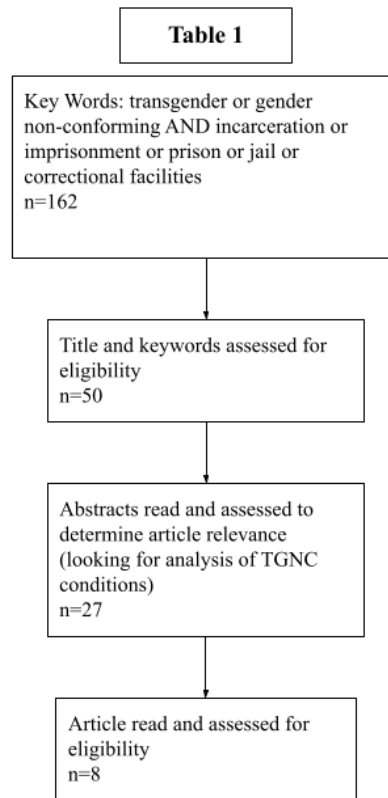 Table 1
Key Words: transgender or gender
non-conforming AND incarceration or
imprisonment or prison or jail or
correctional facilities
n=162
Title and keywords assessed for
eligibility
n=50
Abstracts read and assessed to
determine article relevance
(looking for analysis of TGNC
conditions)
n=27
Article read and assessed for
eligibility
n=8